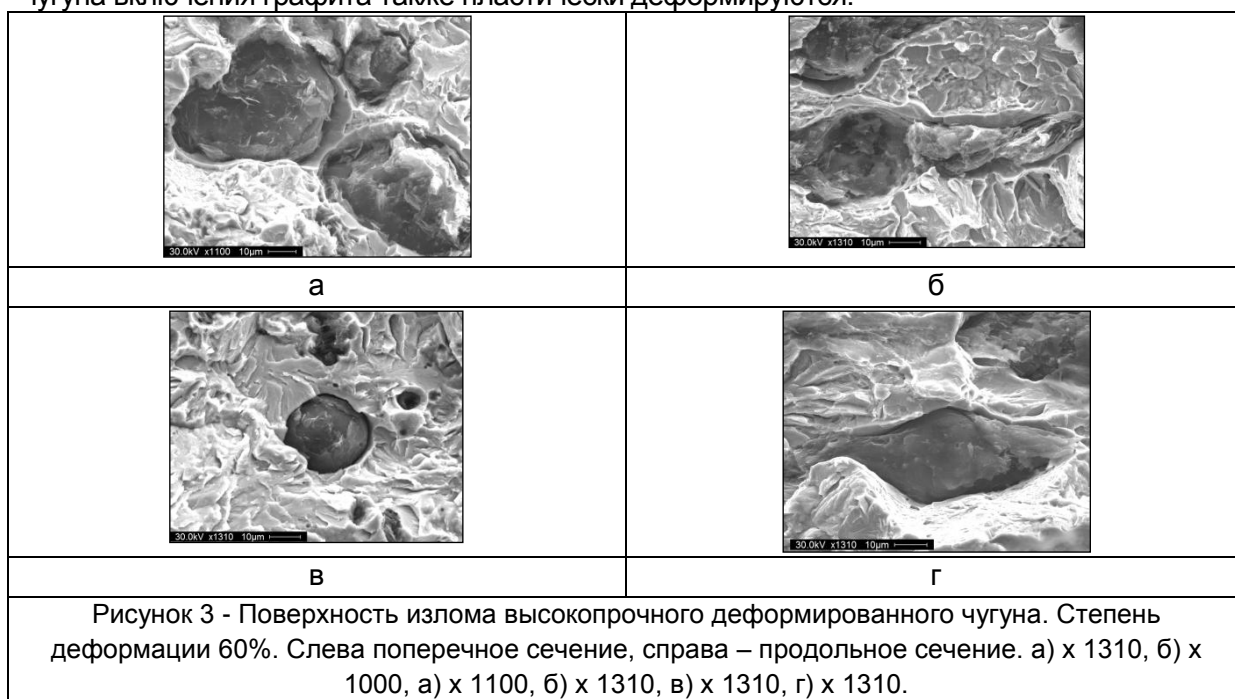 чугуна включения графита также пластически деформируются.
30.0kV x1100 10µm
30.0kV x1310 10µm
а
б
30.0kV x1310 10µm
30.0kV x1310 10µm
в
г
Рисунок 3 - Поверхность излома высокопрочного деформированного чугуна. Степень
деформации 60%. Слева поперечное сечение, справа – продольное сечение. а) х 1310, б) х
1000, а) х 1100, б) х 1310, в) х 1310, г) х 1310.